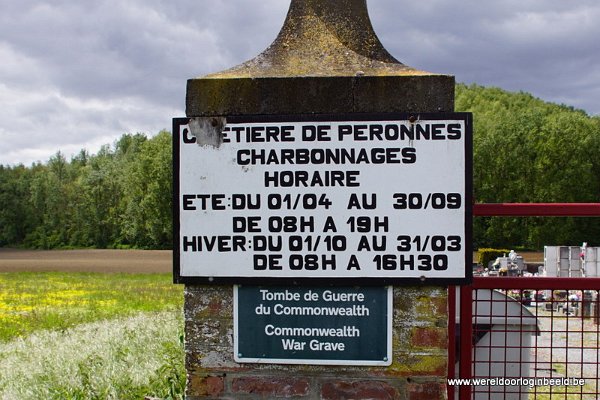 C ETIERE DE PERONNES
CHARBONNAGES
HORAIRE
ETE:DU 01/04 AU 30/09
DE 08H A 19H
HIVER:DU 01/10 AU 31/03
DE 08H A 16H30
Tombe de Guerre
du Commonwealth
Commonwealth
War Grave
www.wereldoorloginbeeld.be